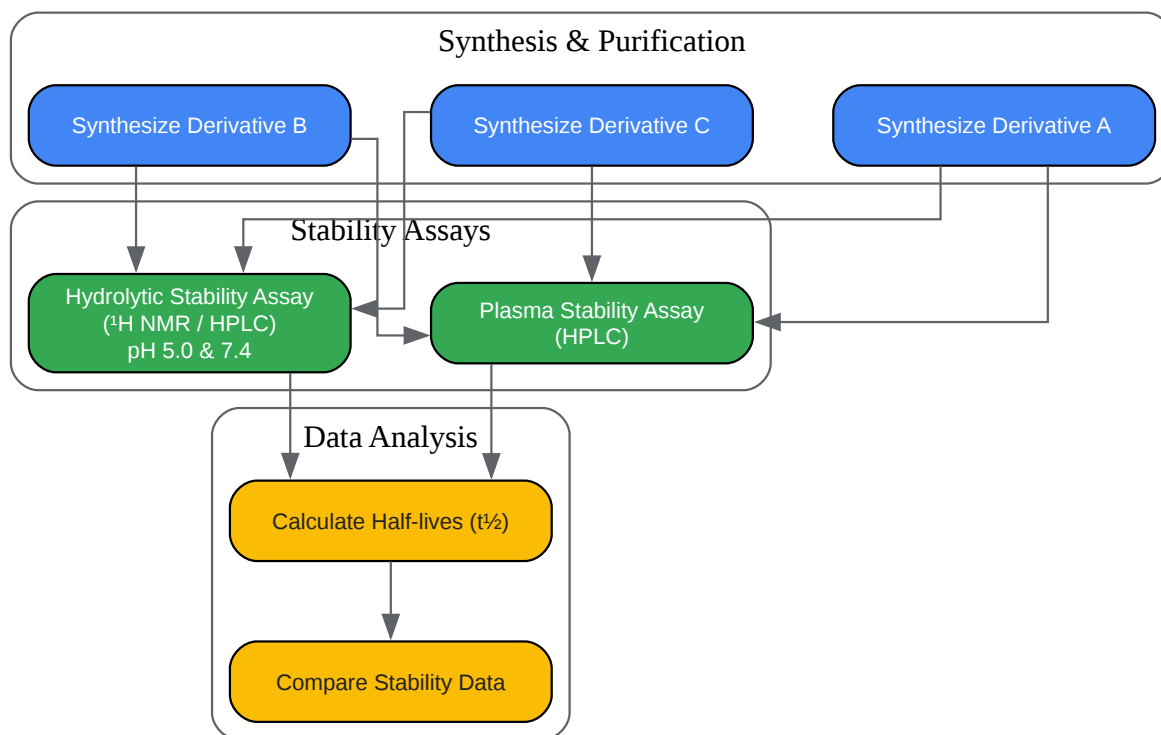 Synthesis & Purification
Synthesize Derivative B
Synthesize Derivative C
Synthesize Derivative A
Stability Assays
Hydrolytic Stability Assay
(¹H NMR / HPLC)
pH 5.0 & 7.4
Plasma Stability Assay
(HPLC)
Data Analysis
Calculate Half-lives (t½)
Compare Stability Data